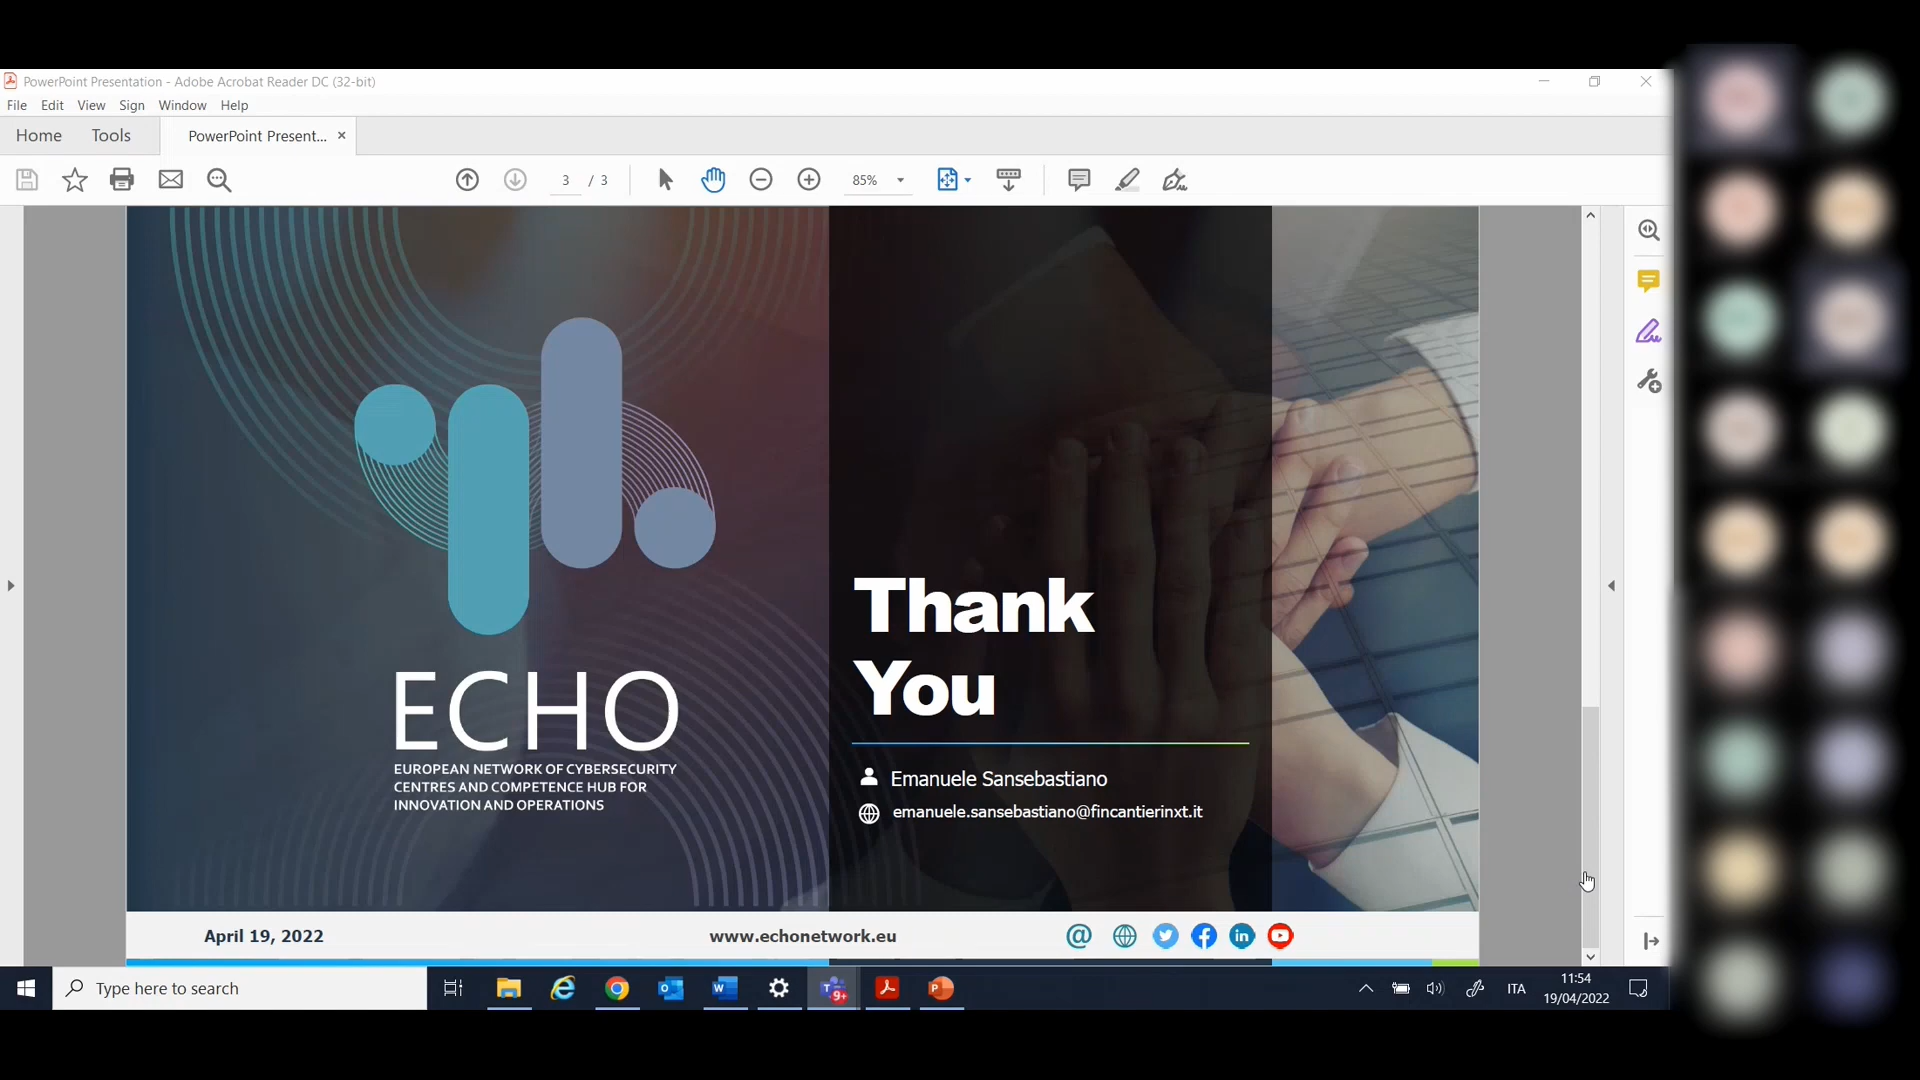 PowerPoint Presentation - Adobe Acrobat Reader DC (32-bit)
File Edit View Sign Window Help
Home Tools PowerPoint Present...
3 / 3 85%
Thank
You
ECHO
EUROPEAN NETWORK OF CYBERSECURITY
CENTRES AND COMPETENCE HUB FOR
INNOVATION AND OPERATIONS
Emanuele Sansebastiano
emanuele.sansebastiano@fincantierinxt.it
April 19, 2022 www.echonetwork.eu
Type here to search
9+
ITA
11:54
19/04/2022